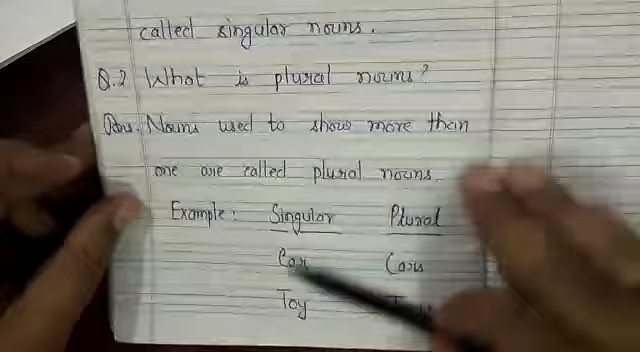 called singular nouns.
Q.2 What is plural nouns?
Ans: Nouns used to show more than
one are called plural nouns.
Example: Singular Plural
Car Cars
Toy